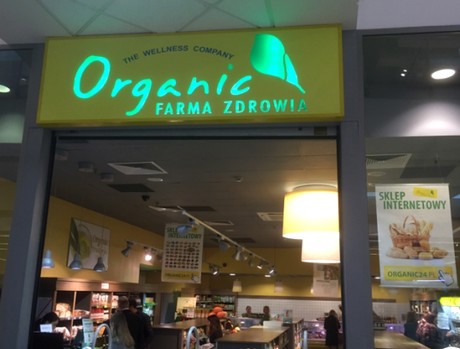 THE WELLNESS COMPANY
Organic
FARMA ZDROWIA
SKLEP
INTERNETOWY
ORGANIC24.PL